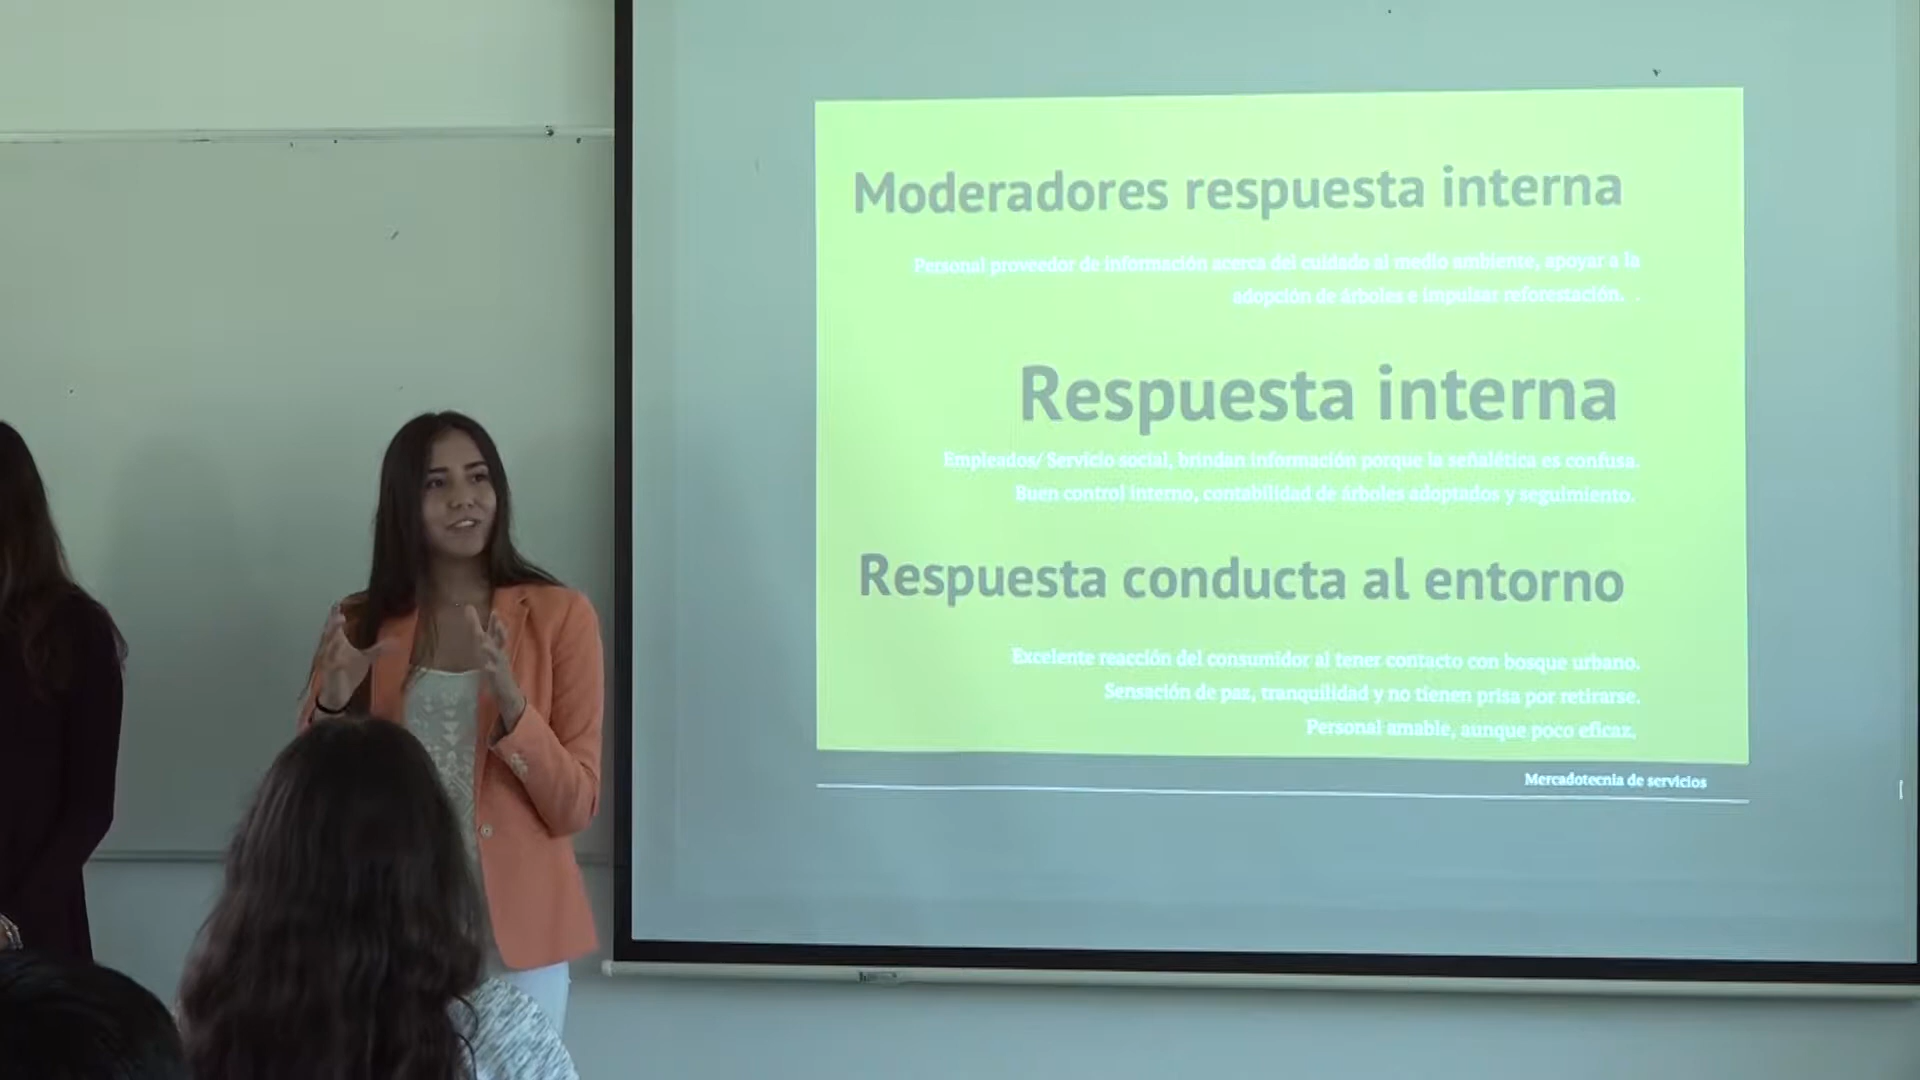 Moderadores respuesta interna
Personal proveedor de información acerca del cuidado al medio ambiente, apoyar a la
adopción de árboles e impulsar reforestación. .
Respuesta interna
Empleados/ Servicio social, brindan información porque la señalética es confusa.
Buen control interno, contabilidad de árboles adoptados y seguimiento.
Respuesta conducta al entorno
Excelente reacción del consumidor al tener contacto con bosque urbano.
Sensación de paz, tranquilidad y no tienen prisa por retirarse.
Personal amable, aunque poco eficaz.
Mercadotecnia de servicios